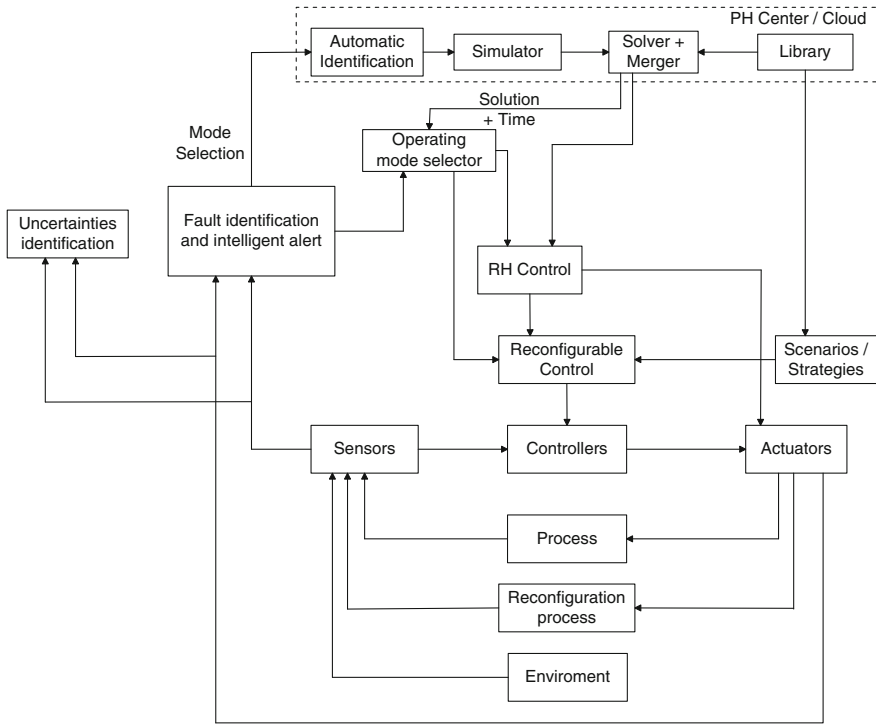 PH Center / Cloud
Automatic
Identification
Simulator
Solver +
Merger
Library
Solution
+ Time
Mode
Selection
Operating
mode selector
Uncertainties
identification
Fault identification
and intelligent alert
RH Control
Reconfigurable
Control
Scenarios /
Strategies
Sensors
Controllers
Actuators
Process
Reconfiguration
process
Enviroment